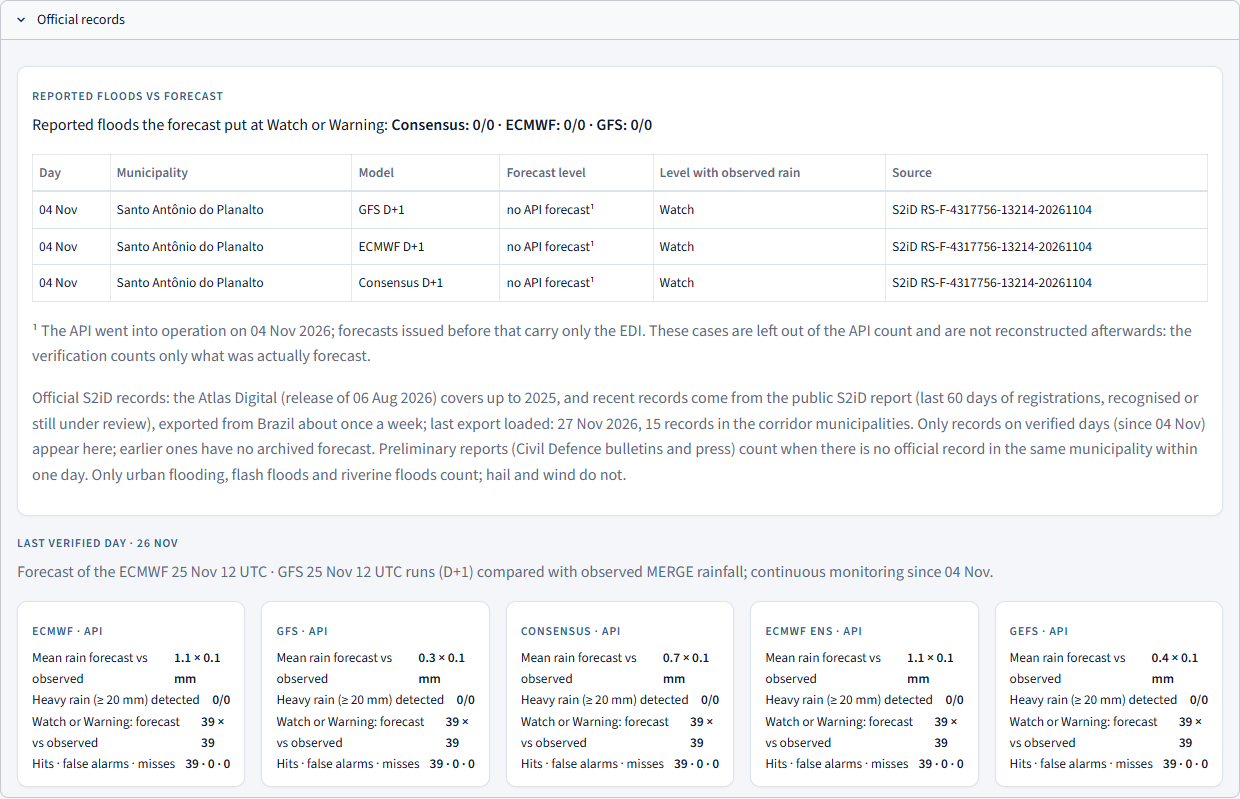 Official records
REPORTED FLOODS VS FORECAST
Reported floods the forecast put at Watch or Warning: Consensus: 0/0 · ECMWF: 0/0 · GFS: 0/0
Day Municipality Model Forecast level Level with observed rain Source
04 Nov Santo Antônio do Planalto GFS D+1 no API forecast¹ Watch S2iD RS-F-4317756-13214-20261104
04 Nov Santo Antônio do Planalto ECMWF D+1 no API forecast¹ Watch S2iD RS-F-4317756-13214-20261104
04 Nov Santo Antônio do Planalto Consensus D+1 no API forecast¹ Watch S2iD RS-F-4317756-13214-20261104
¹ The API went into operation on 04 Nov 2026; forecasts issued before that carry only the EDI. These cases are left out of the API count and are not reconstructed afterwards: the
verification counts only what was actually forecast.
Official S2iD records: the Atlas Digital (release of 06 Aug 2026) covers up to 2025, and recent records come from the public S2iD report (last 60 days of registrations, recognised or
still under review), exported from Brazil about once a week; last export loaded: 27 Nov 2026, 15 records in the corridor municipalities. Only records on verified days (since 04 Nov)
appear here; earlier ones have no archived forecast. Preliminary reports (Civil Defence bulletins and press) count when there is no official record in the same municipality within
one day. Only urban flooding, flash floods and riverine floods count; hail and wind do not.
LAST VERIFIED DAY · 26 NOV
Forecast of the ECMWF 25 Nov 12 UTC · GFS 25 Nov 12 UTC runs (D+1) compared with observed MERGE rainfall; continuous monitoring since 04 Nov.
ECMWF · API
Mean rain forecast vs 1.1 × 0.1
observed mm
Heavy rain (≥ 20 mm) detected 0/0
Watch or Warning: forecast 39 ×
vs observed 39
Hits · false alarms · misses 39 · 0 · 0
GFS · API
Mean rain forecast vs 0.3 × 0.1
observed mm
Heavy rain (≥ 20 mm) detected 0/0
Watch or Warning: forecast 39 ×
vs observed 39
Hits · false alarms · misses 39 · 0 · 0
CONSENSUS · API
Mean rain forecast vs 0.7 × 0.1
observed mm
Heavy rain (≥ 20 mm) detected 0/0
Watch or Warning: forecast 39 ×
vs observed 39
Hits · false alarms · misses 39 · 0 · 0
ECMWF ENS · API
Mean rain forecast vs 1.1 × 0.1
observed mm
Heavy rain (≥ 20 mm) detected 0/0
Watch or Warning: forecast 39 ×
vs observed 39
Hits · false alarms · misses 39 · 0 · 0
GEFS · API
Mean rain forecast vs 0.4 × 0.1
observed mm
Heavy rain (≥ 20 mm) detected 0/0
Watch or Warning: forecast 39 ×
vs observed 39
Hits · false alarms · misses 39 · 0 · 0